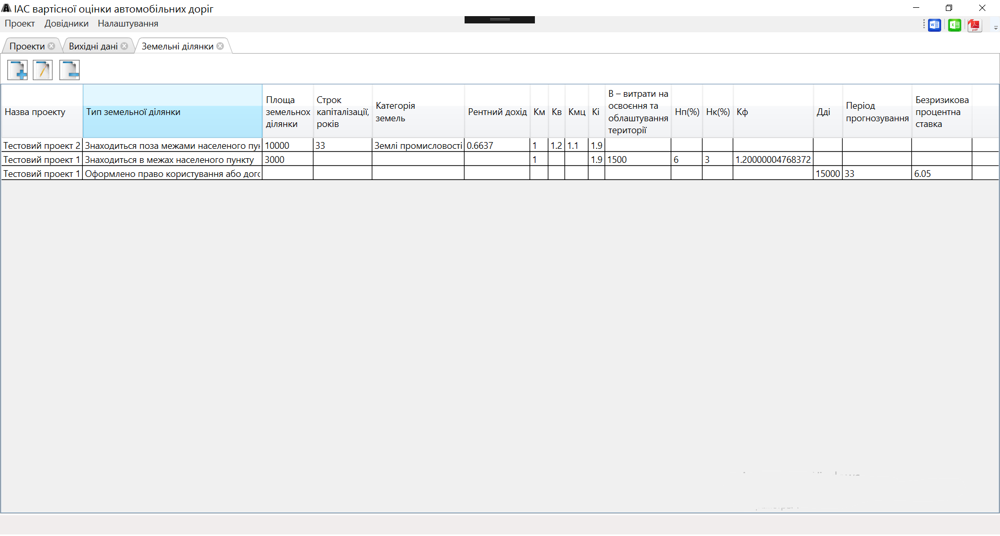 ІАС вартісної оцінки автомобільних доріг
Проект Довідники Налаштування
Проекти Вихідні дані Земельні ділянки
Назва проекту
Тип земельної ділянки
Площа
земельнох
ділянки
Строк
капіталізації,
років
Категорія
земель
Рентний дохід
Км
Кв
Кмц
Кі
В – витрати на
освоєння та
облаштування
території
Нп(%)
Нк(%)
Кф
Дді
Період
прогнозування
Безризикова
процентна
ставка
Тестовий проект 2 Знаходиться поза межами населеного пун 10000 33 Землі промисловості 0.6637 1 1.2 1.1 1.9
Тестовий проект 1 Знаходиться в межах населеного пункту 3000 1 1.9 1500 6 3 1.20000004768372
Тестовий проект 1 Оформлено право користування або дого 15000 33 6.05